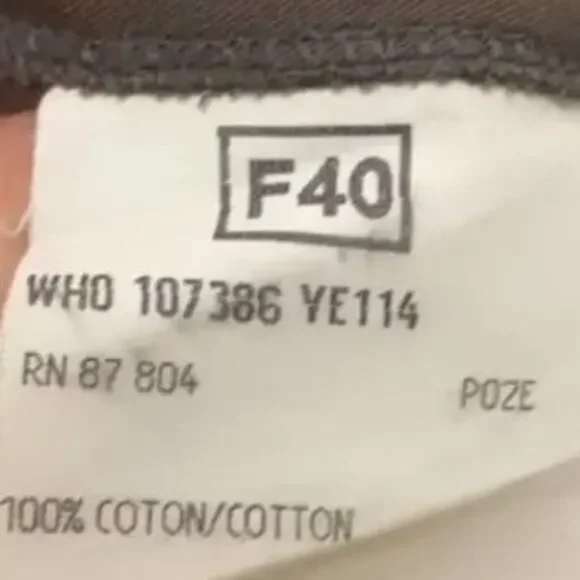 F40
WHO 107386 YE114
RN 87 804
POZE
100% COTON/COTTON